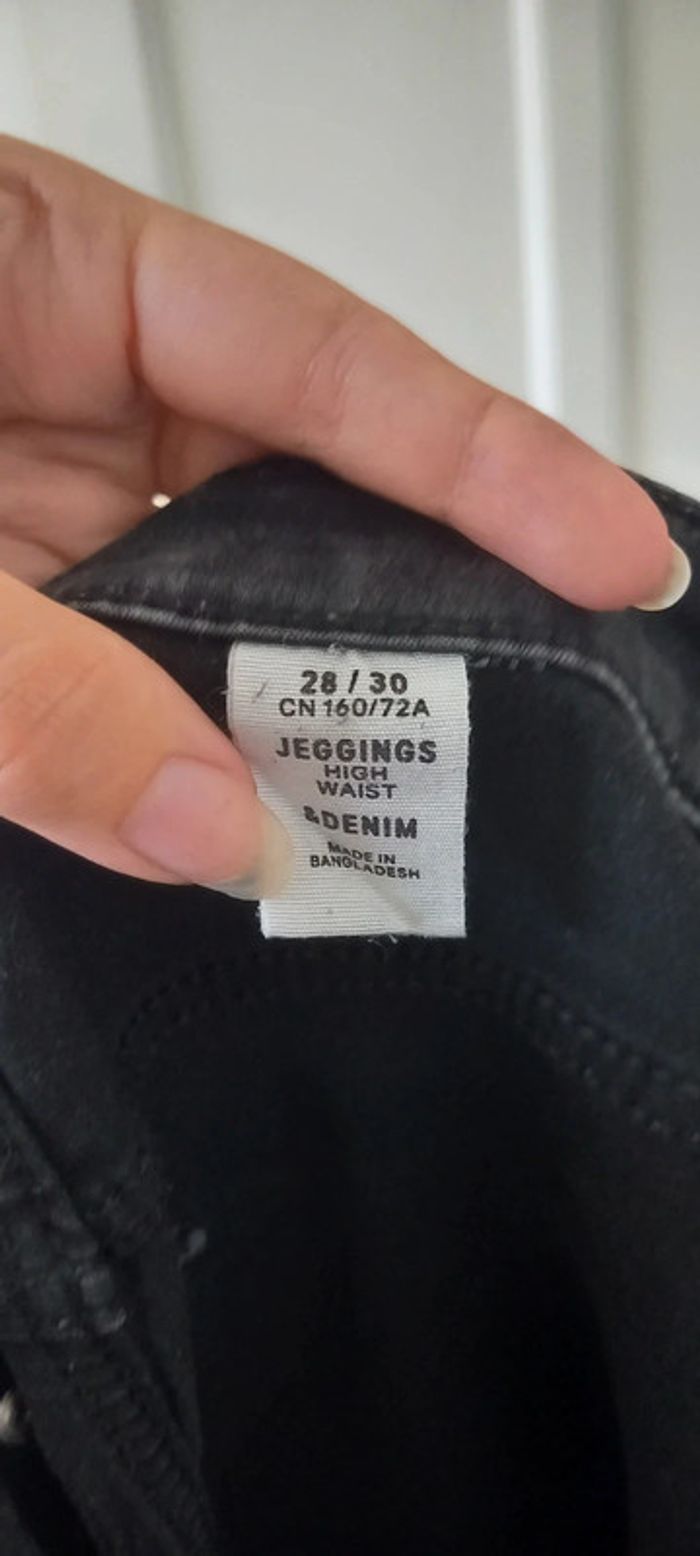 28 / 30
CN 160/72A
JEGGINGS
HIGH
WAIST
&DENIM
MADE IN
BANGLADESH